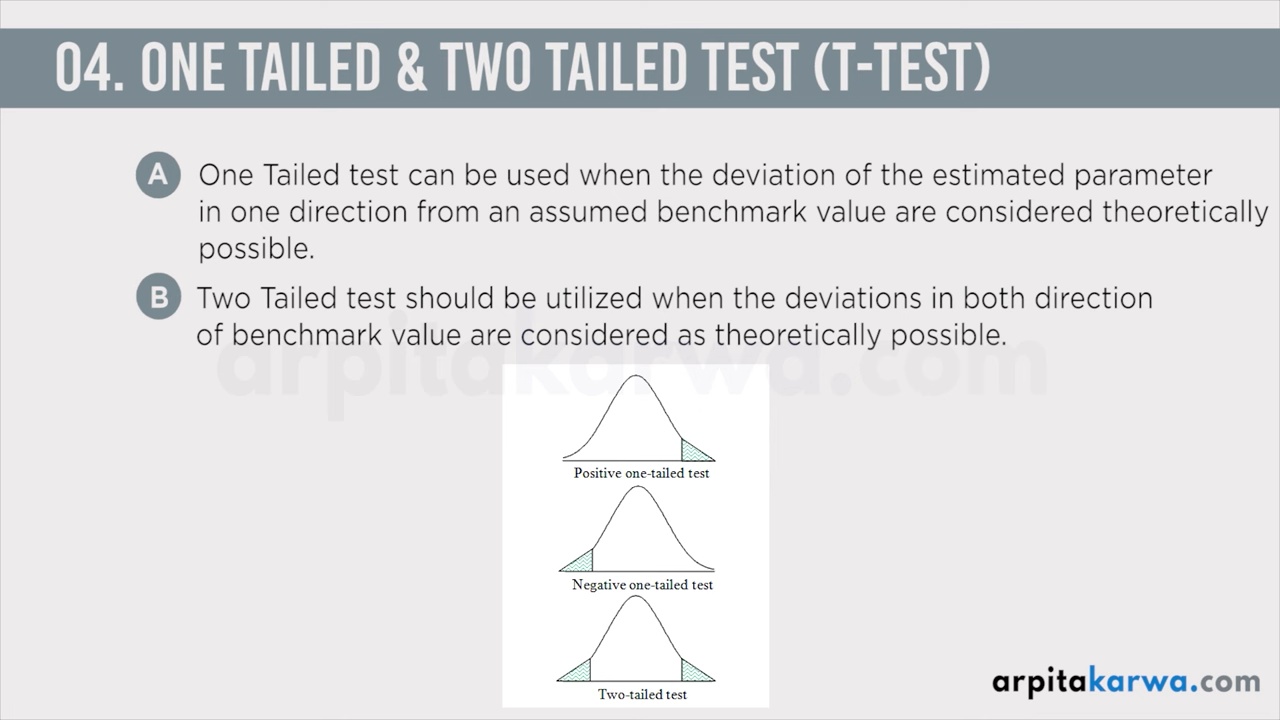 04. ONE TAILED & TWO TAILED TEST (T-TEST)
A One Tailed test can be used when the deviation of the estimated parameter
in one direction from an assumed benchmark value are considered theoretically
possible.
B Two Tailed test should be utilized when the deviations in both direction
of benchmark value are considered as theoretically possible.
arpitakarwa.com
Positive one-tailed test
Negative one-tailed test
Two-tailed test
arpitakarwa.com